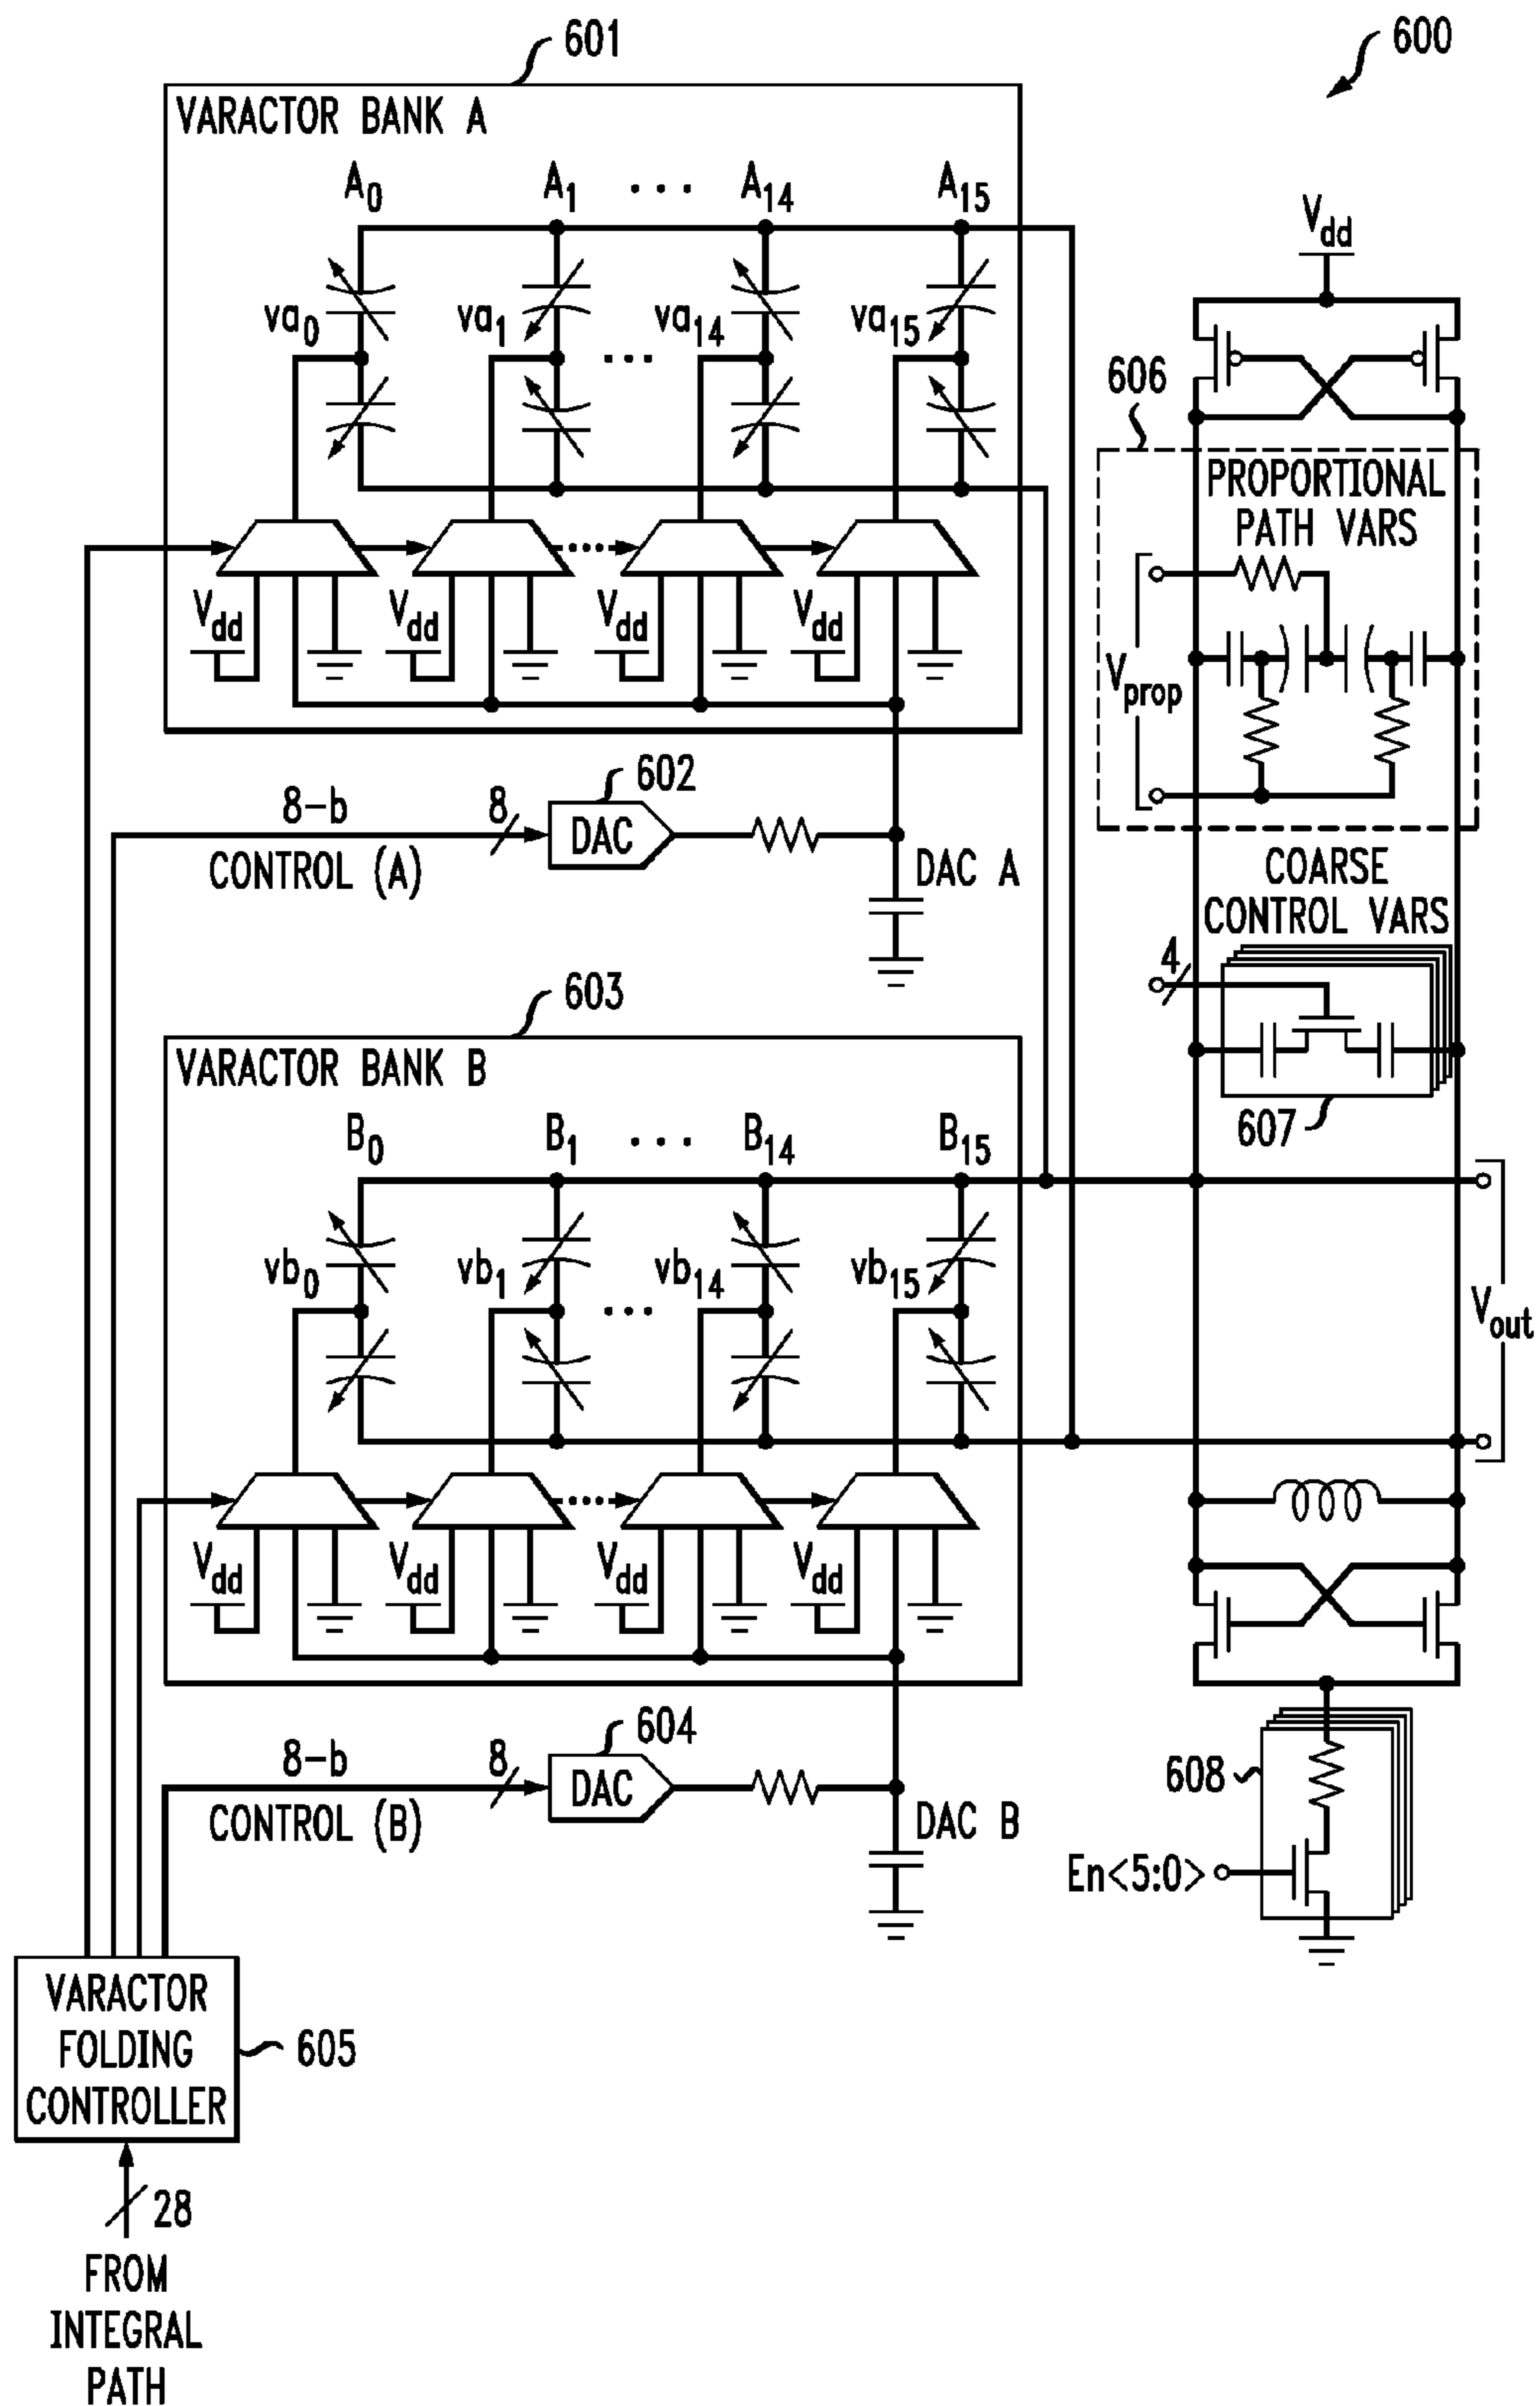 600
601
VARACTOR BANK A
A0 A1 ... A14 A15
va0 va1 ... va14 va15
Vdd Vdd Vdd Vdd
602
8-b
CONTROL (A)
8
DAC
DAC A
603
VARACTOR BANK B
B0 B1 ... B14 B15
vb0 vb1 ... vb14 vb15
Vdd Vdd Vdd Vdd
604
8-b
CONTROL (B)
8
DAC
DAC B
VARACTOR
FOLDING
CONTROLLER
605
28
FROM
INTEGRAL
PATH
Vdd
606
PROPORTIONAL
PATH VARS
Vprop
COARSE
CONTROL VARS
4
607
Vout
608
En<5:0>